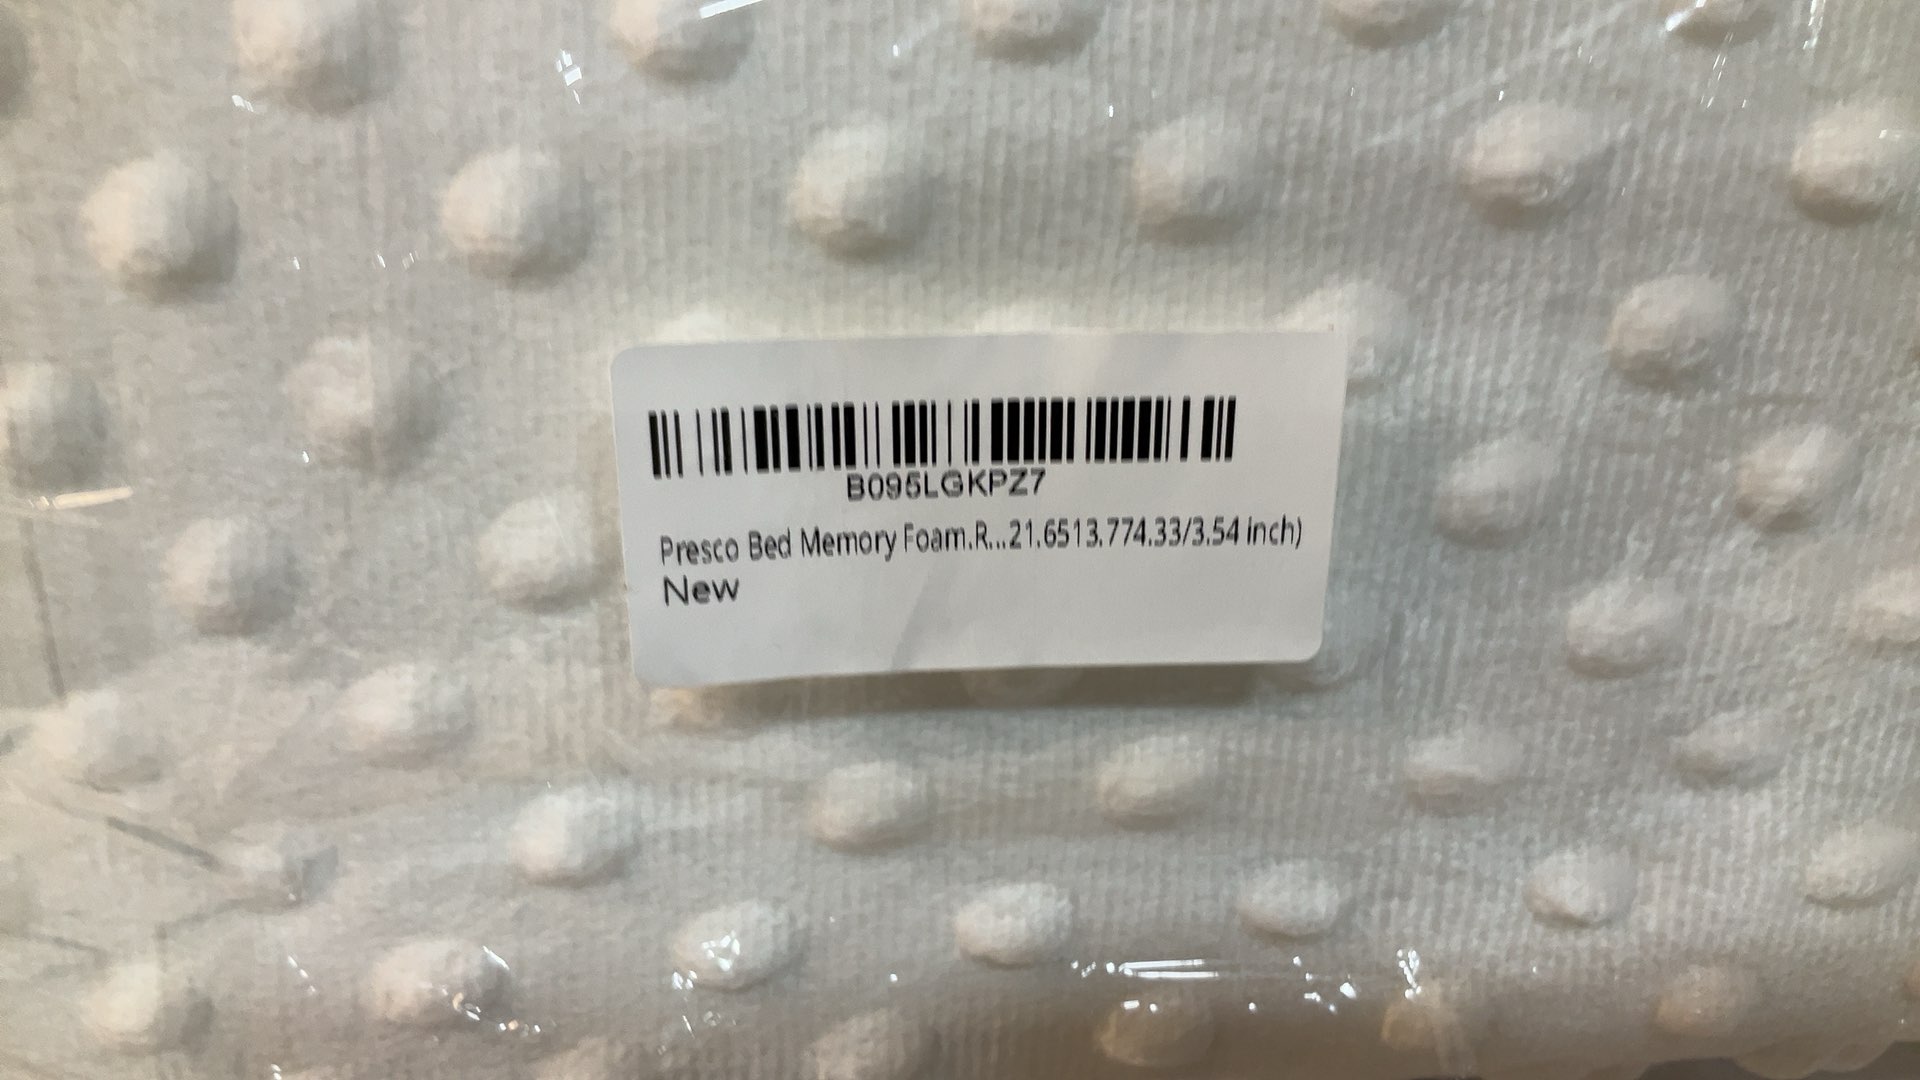 B095LGKPZ7
Presco Bed Memory Foam.R...21.6513.774.33/3.54 inch)
New